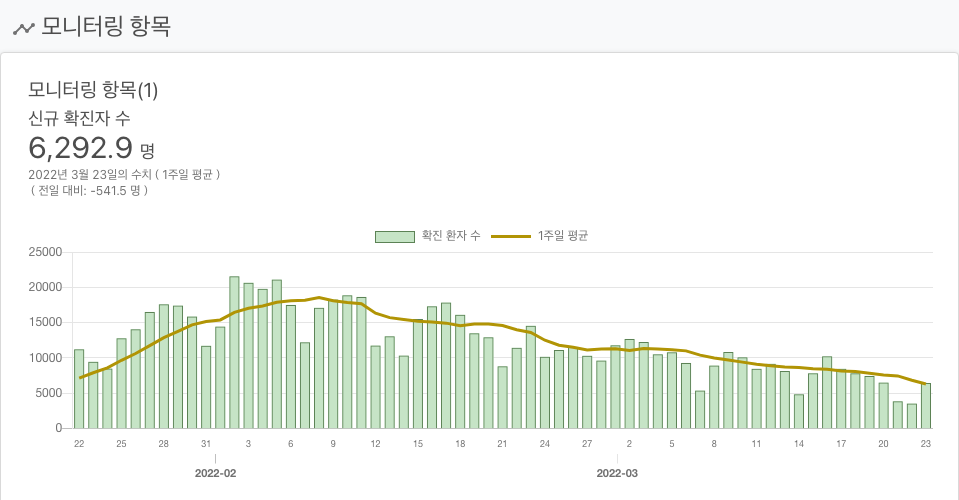 모니터링 항목
모니터링 항목(1)
신규 확진자 수
6,292.9 명
2022년 3월 23일의 수치 ( 1주일 평균 )
( 전일 대비: -541.5 명 )
확진 환자 수 1주일 평균
25000
20000
15000
10000
5000
0
22 25 28 31 3 6 9 12 15 18 21 24 27 2 5 8 11 14 17 20 23
2022-02 2022-03